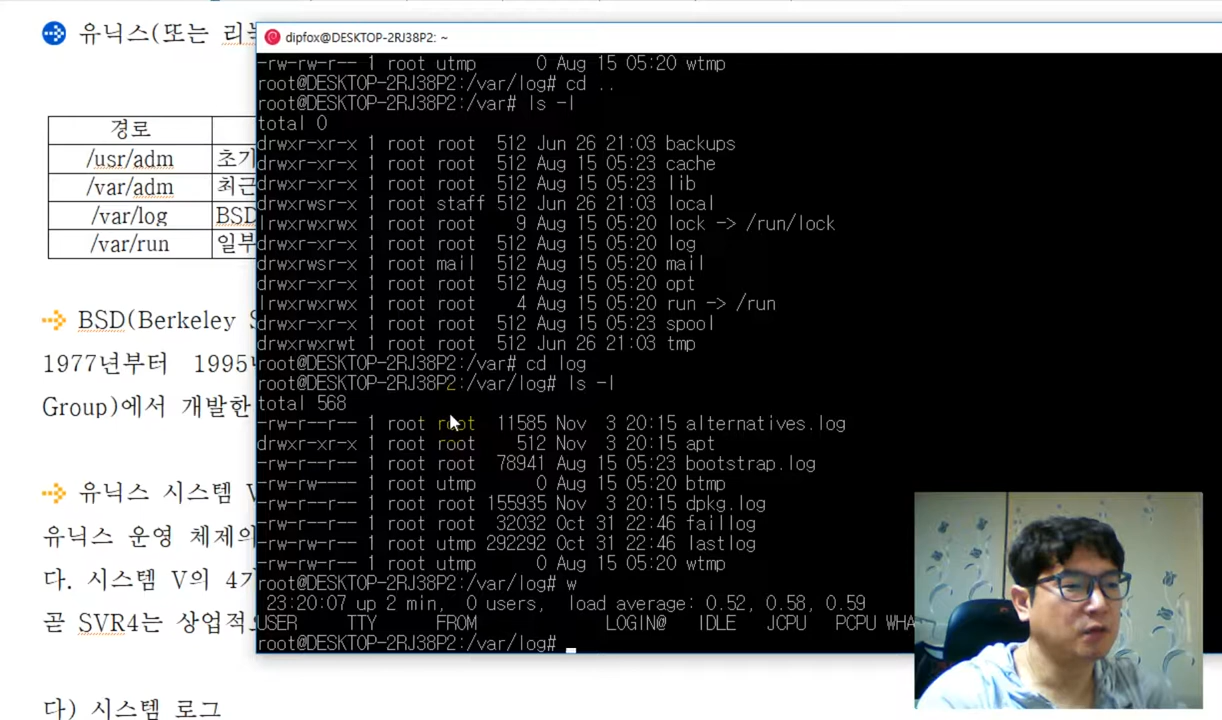 유닉스(또는 리눅
경로
/usr/adm 초기
/var/adm 최근
/var/log BSD
/var/run 일부
BSD(Berkeley S
1977년부터 1995년
Group)에서 개발한
유닉스 시스템 V
유닉스 운영 체제의
다. 시스템 V의 4가
곧 SVR4는 상업적
다) 시스템 로그
dipfox@DESKTOP-2RJ38P2: ~
-rw-rw-r-- 1 root utmp 0 Aug 15 05:20 wtmp
root@DESKTOP-2RJ38P2:/var/log# cd ..
root@DESKTOP-2RJ38P2:/var# ls -l
total 0
drwxr-xr-x 1 root root 512 Jun 26 21:03 backups
drwxr-xr-x 1 root root 512 Aug 15 05:23 cache
drwxr-xr-x 1 root root 512 Aug 15 05:23 lib
drwxrwsr-x 1 root staff 512 Jun 26 21:03 local
lrwxrwxrwx 1 root root 9 Aug 15 05:20 lock -> /run/lock
drwxr-xr-x 1 root root 512 Aug 15 05:20 log
drwxrwsr-x 1 root mail 512 Aug 15 05:20 mail
drwxr-xr-x 1 root root 512 Aug 15 05:20 opt
lrwxrwxrwx 1 root root 4 Aug 15 05:20 run -> /run
drwxr-xr-x 1 root root 512 Aug 15 05:23 spool
drwxrwxrwt 1 root root 512 Jun 26 21:03 tmp
root@DESKTOP-2RJ38P2:/var# cd log
root@DESKTOP-2RJ38P2:/var/log# ls -l
total 568
-rw-r--r-- 1 root root 11585 Nov 3 20:15 alternatives.log
drwxr-xr-x 1 root root 512 Nov 3 20:15 apt
-rw-r--r-- 1 root root 78941 Aug 15 05:23 bootstrap.log
-rw-rw---- 1 root utmp 0 Aug 15 05:20 btmp
-rw-r--r-- 1 root root 155935 Nov 3 20:15 dpkg.log
-rw-r--r-- 1 root root 32032 Oct 31 22:46 faillog
-rw-rw-r-- 1 root utmp 292292 Oct 31 22:46 lastlog
-rw-rw-r-- 1 root utmp 0 Aug 15 05:20 wtmp
root@DESKTOP-2RJ38P2:/var/log# w
23:20:07 up 2 min, 0 users, load average: 0.52, 0.58, 0.59
USER TTY FROM LOGIN@ IDLE JCPU PCPU WHA
root@DESKTOP-2RJ38P2:/var/log#